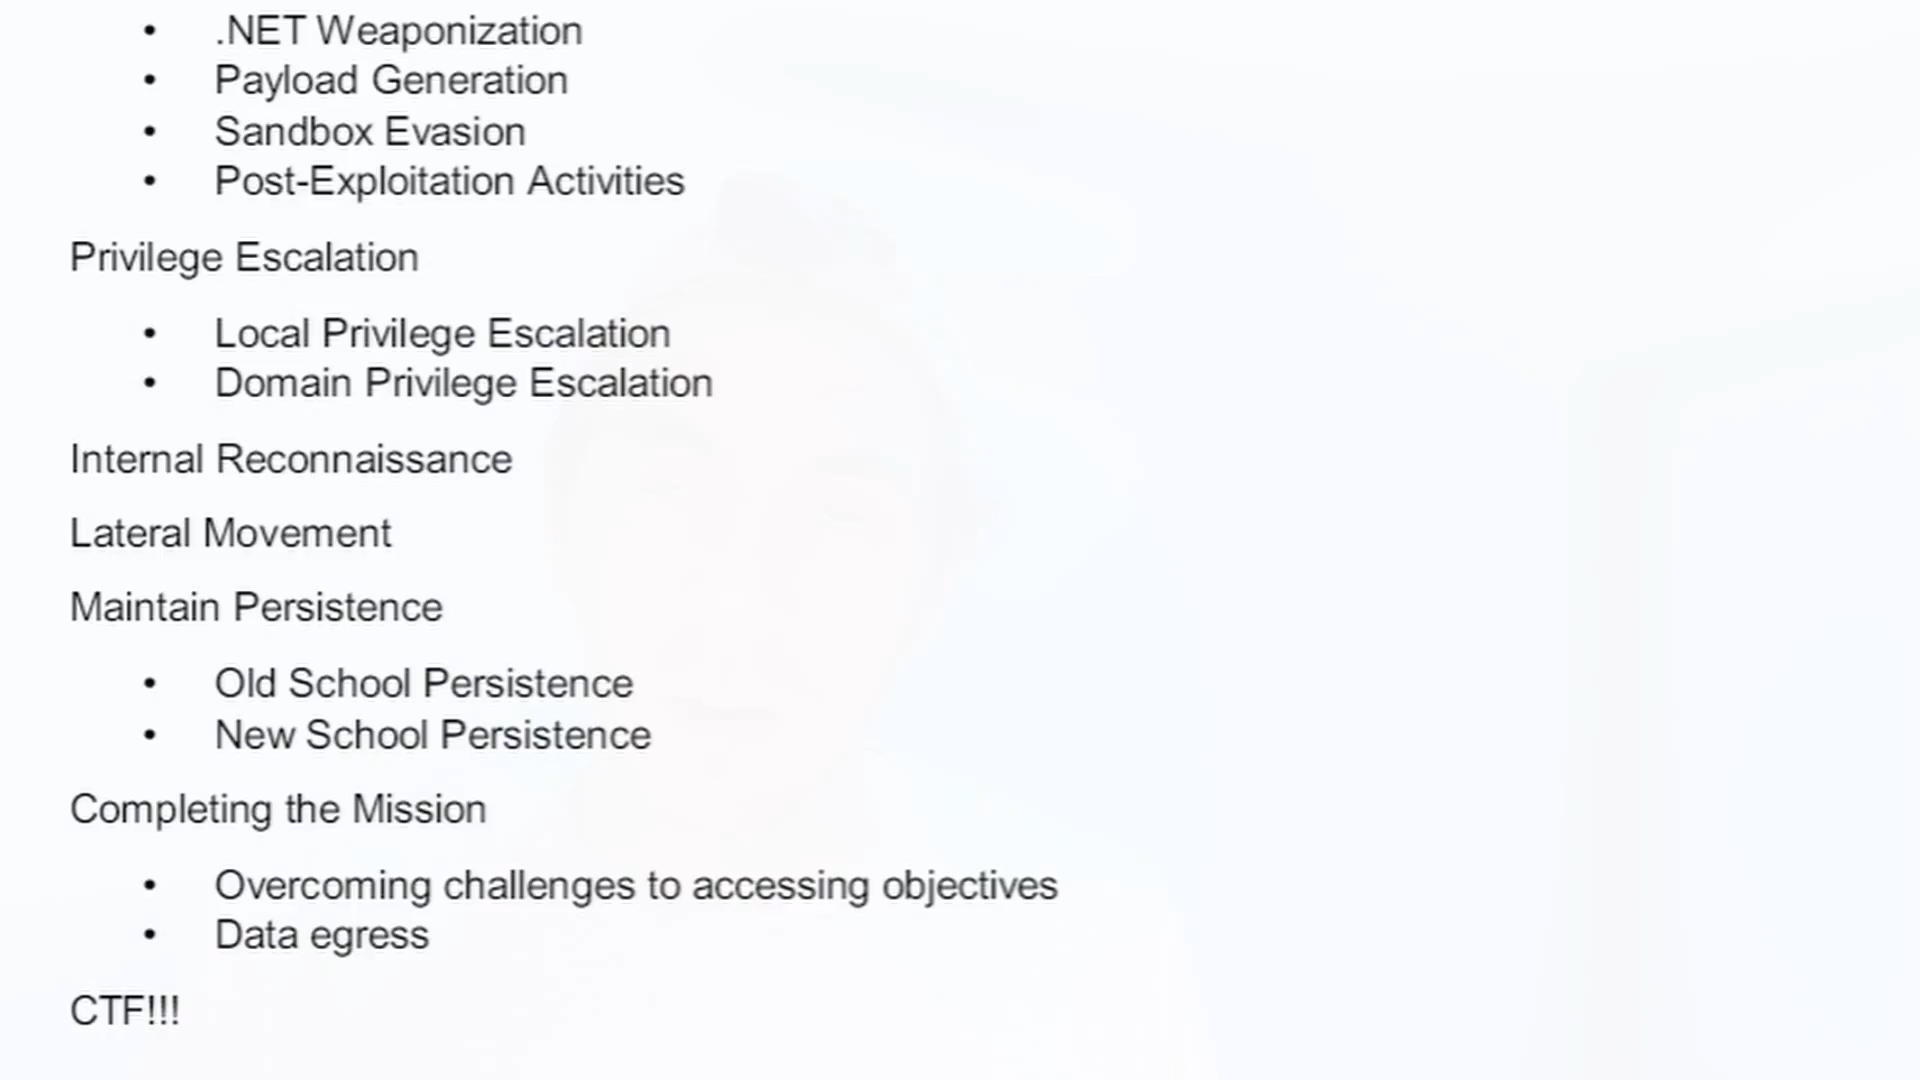 • .NET Weaponization
• Payload Generation
• Sandbox Evasion
• Post-Exploitation Activities
Privilege Escalation
• Local Privilege Escalation
• Domain Privilege Escalation
Internal Reconnaissance
Lateral Movement
Maintain Persistence
• Old School Persistence
• New School Persistence
Completing the Mission
• Overcoming challenges to accessing objectives
• Data egress
CTF!!!